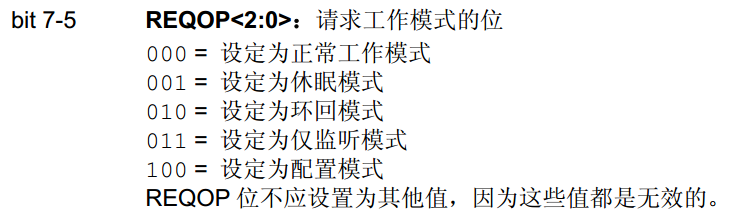 bit 7-5 REQOP<2:0>：请求工作模式的位
000 = 设定为正常工作模式
001 = 设定为休眠模式
010 = 设定为环回模式
011 = 设定为仅监听模式
100 = 设定为配置模式
REQOP 位不应设置为其他值，因为这些值都是无效的。